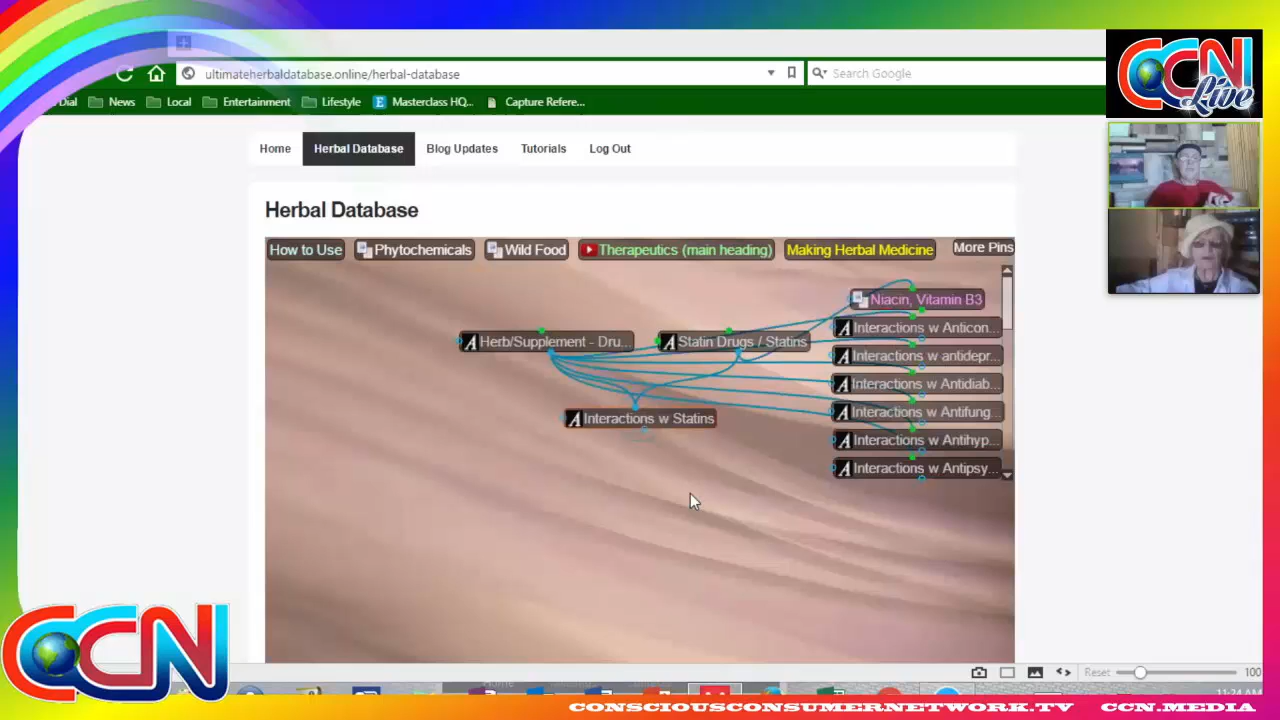 ultimateherbaldatabase.online/herbal-database
Search Google
Dial
News
Local
Entertainment
Lifestyle
Masterclass HQ...
Capture Refere...
CCN
Live
Home
Herbal Database
Blog Updates
Tutorials
Log Out
Herbal Database
How to Use
Phytochemicals
Wild Food
Therapeutics (main heading)
Making Herbal Medicine
More Pins
Niacin, Vitamin B3
Herb/Supplement - Dru...
Statin Drugs / Statins
Interactions w Anticon...
Interactions w antidepr...
Interactions w Antidiab...
Interactions w Antifung...
Interactions w Statins
Interactions w Antihyp...
Interactions w Antipsy...
CCN
Reset
100
11:24 AM
CONSCIOUSCONSUMERNETWORK.TV
CCN.MEDIA